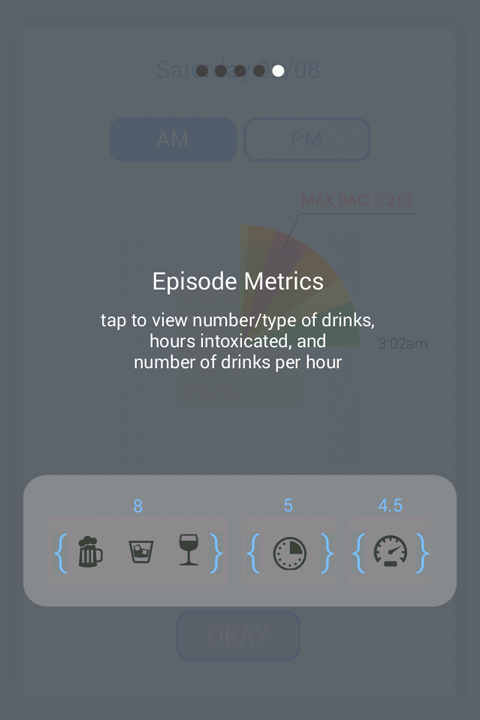 Saturday 09/08
AM
PM
MAX BAC: 0.213
Episode Metrics
tap to view number/type of drinks,
hours intoxicated, and
number of drinks per hour
3:02am
8
5
4.5
OKAY